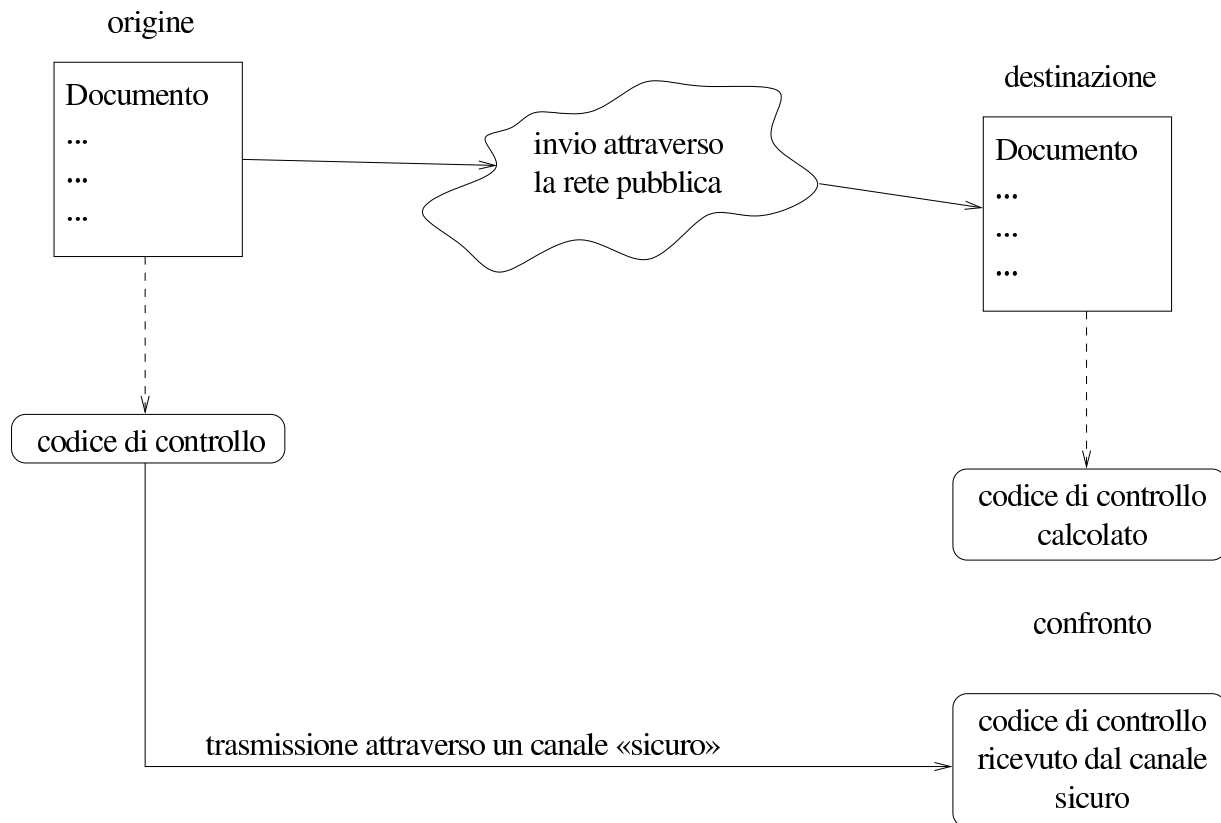 origine
Documento
...
...
...
invio attraverso
la rete pubblica
destinazione
Documento
...
...
...
codice di controllo
codice di controllo
calcolato
confronto
trasmissione attraverso un canale «sicuro»
codice di controllo
ricevuto dal canale
sicuro